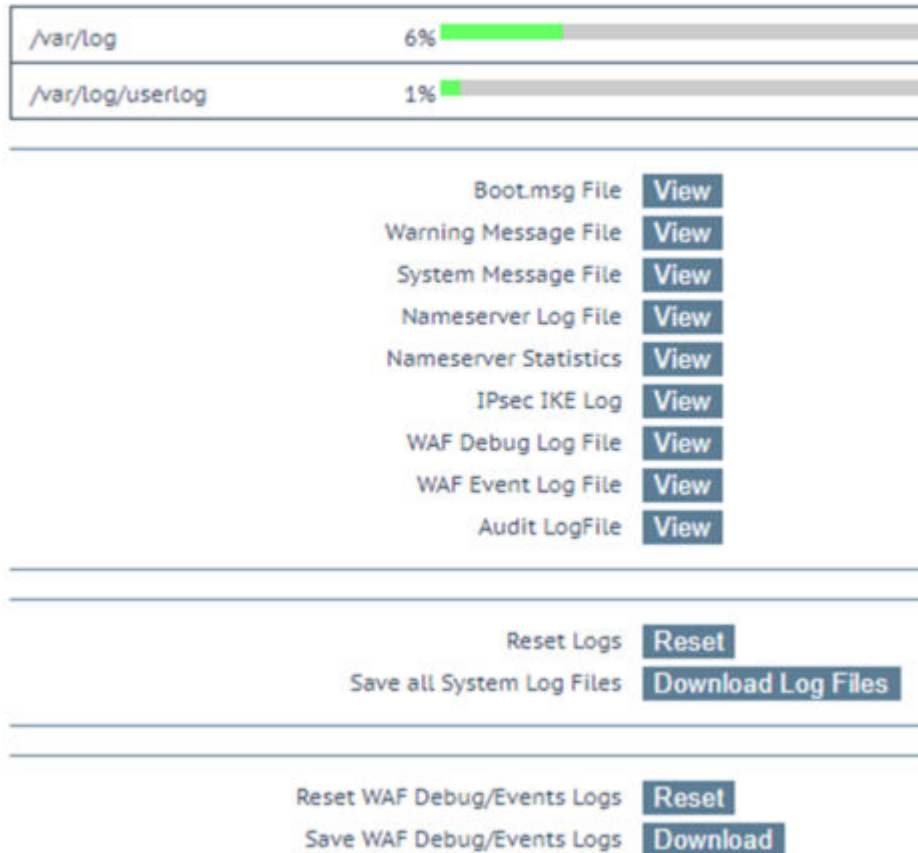 /var/log 6%
/var/log/userlog 1%
Boot.msg File View
Warning Message File View
System Message File View
Nameserver Log File View
Nameserver Statistics View
IPsec IKE Log View
WAF Debug Log File View
WAF Event Log File View
Audit LogFile View
Reset Logs Reset
Save all System Log Files Download Log Files
Reset WAF Debug/Events Logs Reset
Save WAF Debug/Events Logs Download